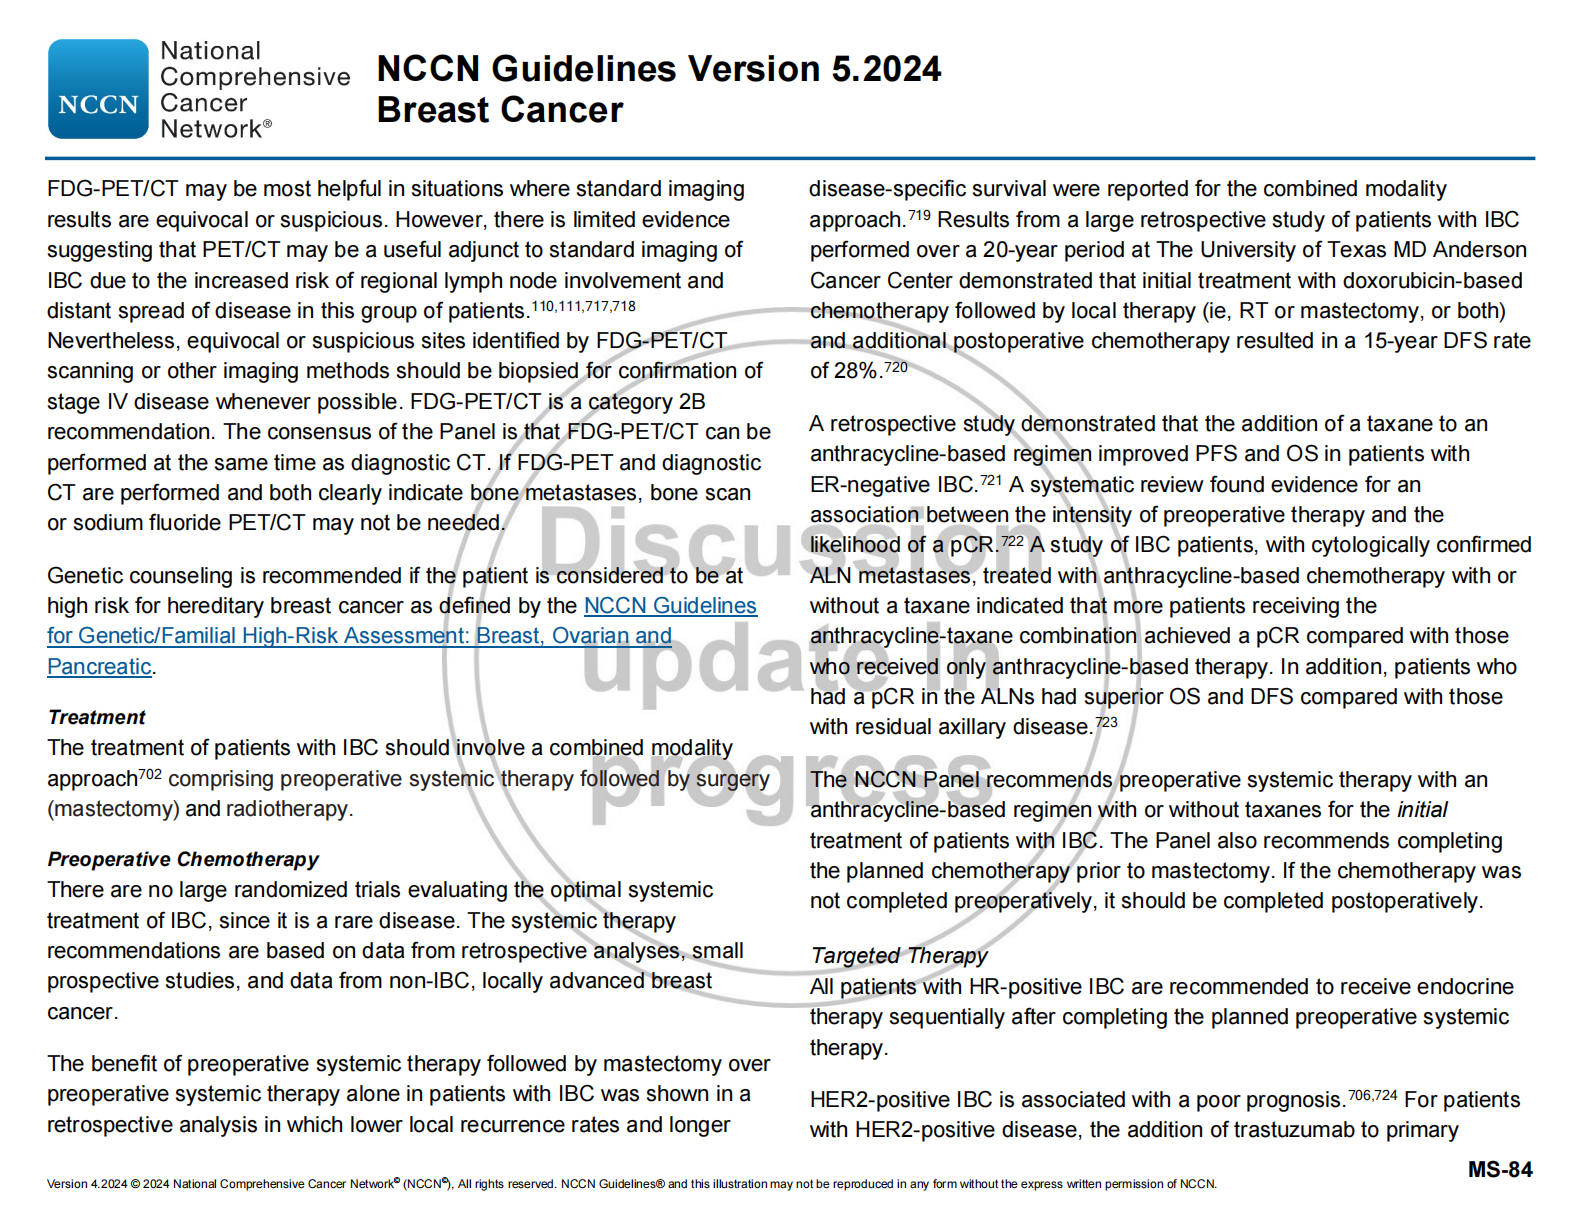 NCCN
National
Comprehensive
Cancer
Network®
NCCN Guidelines Version 5.2024
Breast Cancer
FDG-PET/CT may be most helpful in situations where standard imaging
results are equivocal or suspicious. However, there is limited evidence
suggesting that PET/CT may be a useful adjunct to standard imaging of
IBC due to the increased risk of regional lymph node involvement and
distant spread of disease in this group of patients.110,111,717,718
Nevertheless, equivocal or suspicious sites identified by FDG-PET/CT
scanning or other imaging methods should be biopsied for confirmation of
stage IV disease whenever possible. FDG-PET/CT is a category 2B
recommendation. The consensus of the Panel is that FDG-PET/CT can be
performed at the same time as diagnostic CT. If FDG-PET and diagnostic
CT are performed and both clearly indicate bone metastases, bone scan
or sodium fluoride PET/CT may not be needed.
Genetic counseling is recommended if the patient is considered to be at
high risk for hereditary breast cancer as defined by the NCCN Guidelines
for Genetic/Familial High-Risk Assessment: Breast, Ovarian and
Pancreatic.
Treatment
The treatment of patients with IBC should involve a combined modality
approach702 comprising preoperative systemic therapy followed by surgery
(mastectomy) and radiotherapy.
Preoperative Chemotherapy
There are no large randomized trials evaluating the optimal systemic
treatment of IBC, since it is a rare disease. The systemic therapy
recommendations are based on data from retrospective analyses, small
prospective studies, and data from non-IBC, locally advanced breast
cancer.
The benefit of preoperative systemic therapy followed by mastectomy over
preoperative systemic therapy alone in patients with IBC was shown in a
retrospective analysis in which lower local recurrence rates and longer
disease-specific survival were reported for the combined modality
approach.719 Results from a large retrospective study of patients with IBC
performed over a 20-year period at The University of Texas MD Anderson
Cancer Center demonstrated that initial treatment with doxorubicin-based
chemotherapy followed by local therapy (ie, RT or mastectomy, or both)
and additional postoperative chemotherapy resulted in a 15-year DFS rate
of 28%.720
A retrospective study demonstrated that the addition of a taxane to an
anthracycline-based regimen improved PFS and OS in patients with
ER-negative IBC.721 A systematic review found evidence for an
association between the intensity of preoperative therapy and the
likelihood of a pCR.722 A study of IBC patients, with cytologically confirmed
ALN metastases, treated with anthracycline-based chemotherapy with or
without a taxane indicated that more patients receiving the
anthracycline-taxane combination achieved a pCR compared with those
who received only anthracycline-based therapy. In addition, patients who
had a pCR in the ALNs had superior OS and DFS compared with those
with residual axillary disease.723
The NCCN Panel recommends preoperative systemic therapy with an
anthracycline-based regimen with or without taxanes for the initial
treatment of patients with IBC. The Panel also recommends completing
the planned chemotherapy prior to mastectomy. If the chemotherapy was
not completed preoperatively, it should be completed postoperatively.
Targeted Therapy
All patients with HR-positive IBC are recommended to receive endocrine
therapy sequentially after completing the planned preoperative systemic
therapy.
HER2-positive IBC is associated with a poor prognosis.706,724 For patients
with HER2-positive disease, the addition of trastuzumab to primary
Discussion
update in
progress
MS-84
Version 4.2024 © 2024 National Comprehensive Cancer Network© (NCCN©), All rights reserved. NCCN Guidelines® and this illustration may not be reproduced in any form without the express written permission of NCCN.